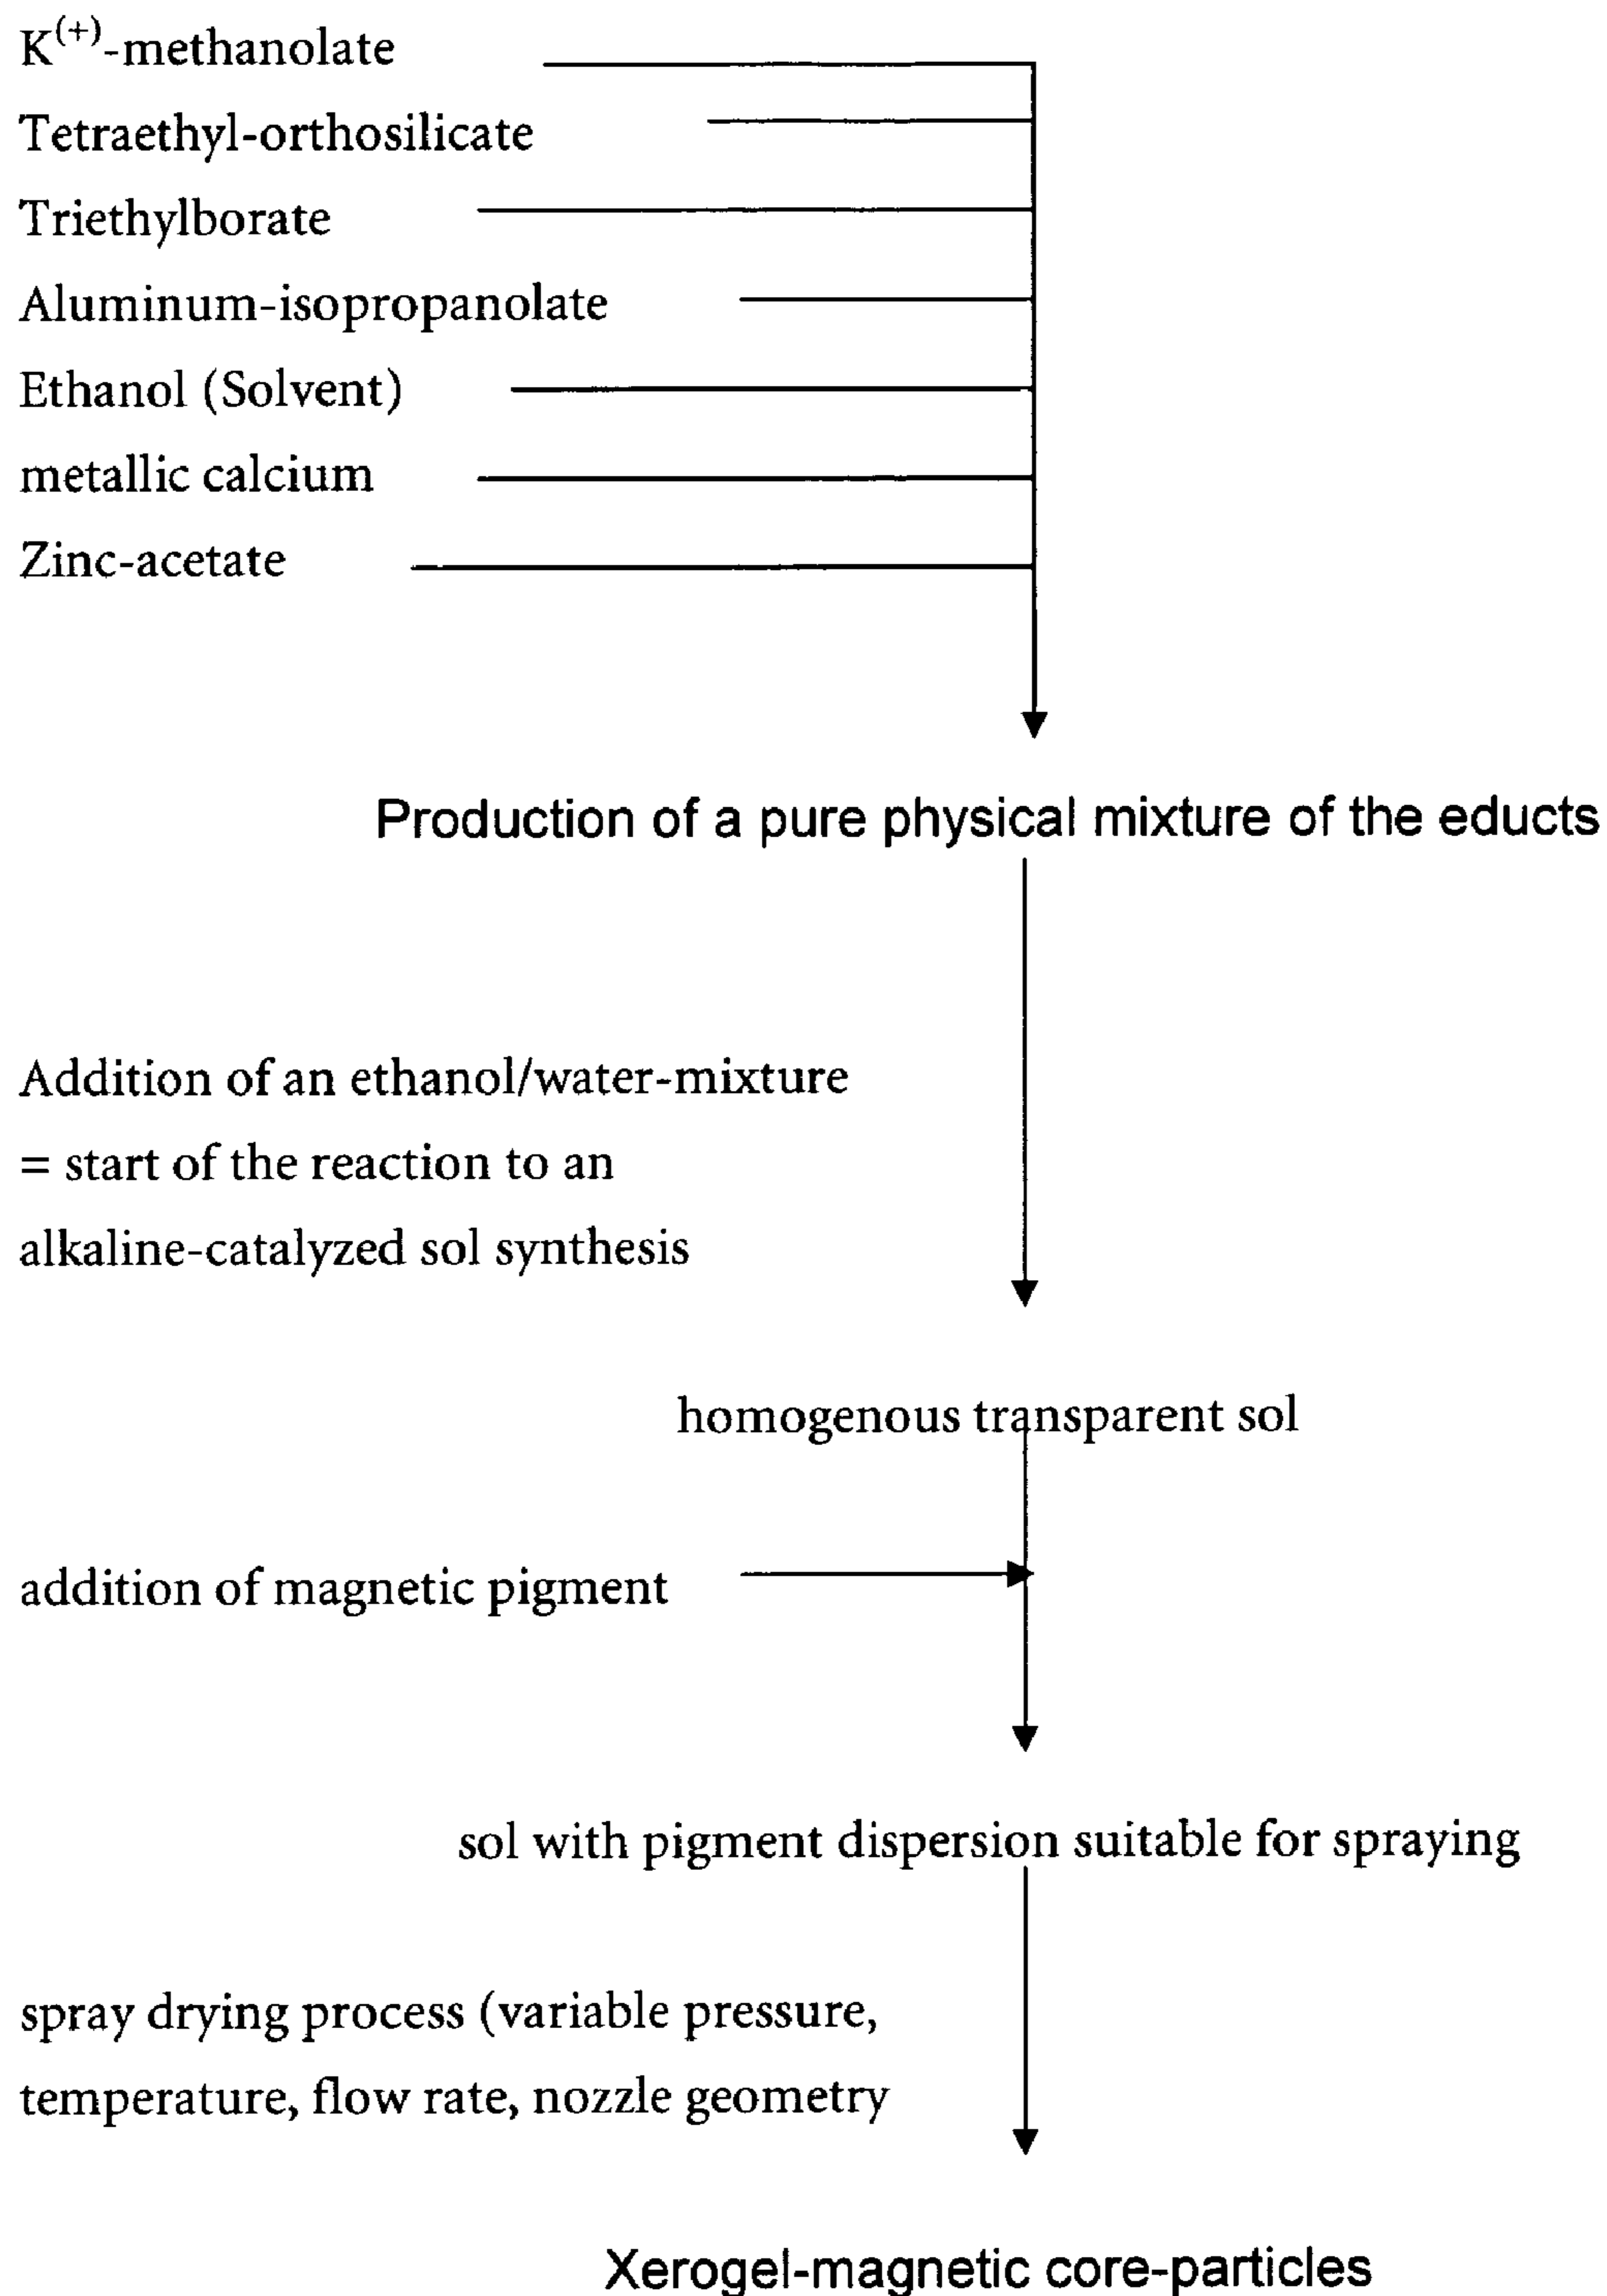 K(+)-methanolate
Tetraethyl-orthosilicate
Triethylborate
Aluminum-isopropanolate
Ethanol (Solvent)
metallic calcium
Zinc-acetate
Production of a pure physical mixture of the educts
Addition of an ethanol/water-mixture
= start of the reaction to an
alkaline-catalyzed sol synthesis
homogenous transparent sol
addition of magnetic pigment
sol with pigment dispersion suitable for spraying
spray drying process (variable pressure,
temperature, flow rate, nozzle geometry
Xerogel-magnetic core-particles